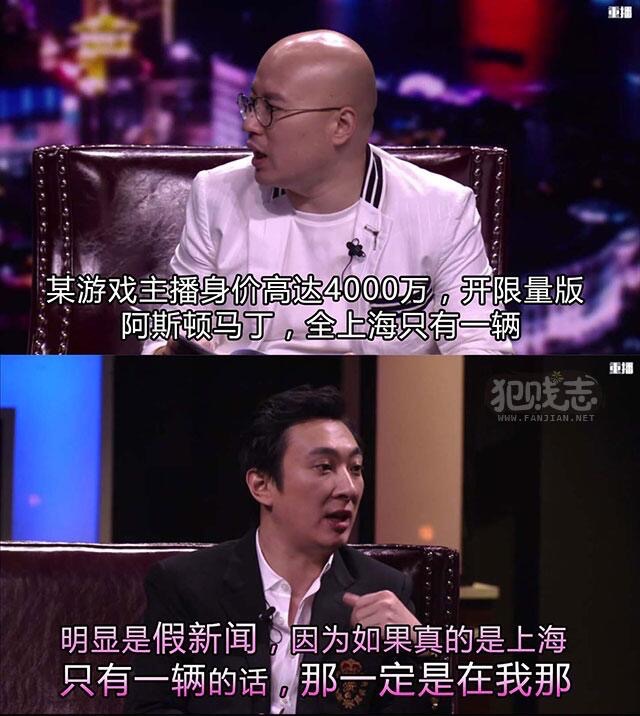 重播
某游戏主播身价高达4000万，开限量版
阿斯顿马丁，全上海只有一辆
重播
犯贱志
WWW.FANJIAN.NET
明显是假新闻，因为如果真的是上海
只有一辆的话，那一定是在我那